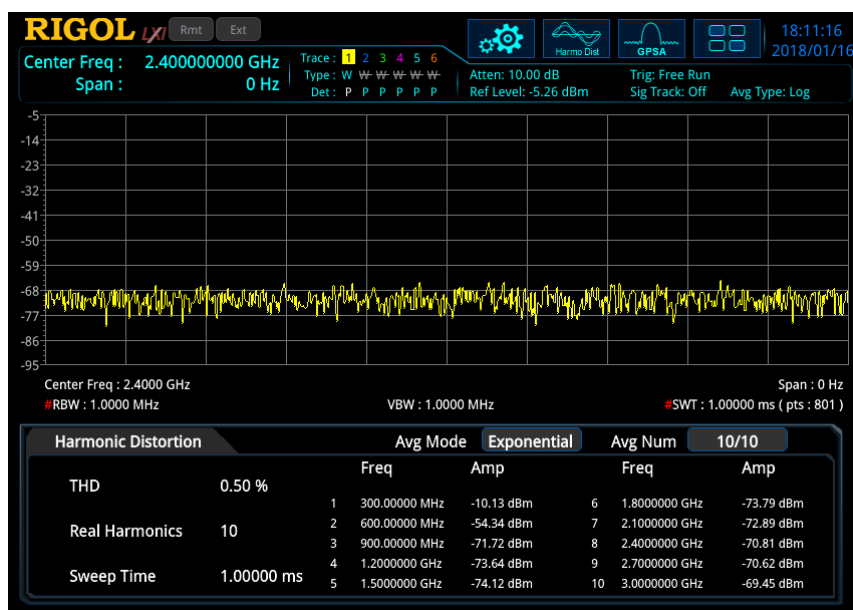 RIGOL LXI Rmt Ext
Harmo Dist GPSA 18:11:16
2018/01/16
Center Freq : 2.400000000 GHz
Span : 0 Hz
Trace : 1 2 3 4 5 6
Type : W W W W W W
Det : P P P P P P
Atten: 10.00 dB Trig: Free Run
Ref Level: -5.26 dBm Sig Track: Off Avg Type: Log
-5
-14
-23
-32
-41
-50
-59
-68
-77
-86
-95
Center Freq : 2.4000 GHz Span : 0 Hz
#RBW : 1.0000 MHz VBW : 1.0000 MHz #SWT : 1.00000 ms ( pts : 801 )
Harmonic Distortion Avg Mode Exponential Avg Num 10/10
Freq Amp Freq Amp
THD 0.50 %
1 300.00000 MHz -10.13 dBm 6 1.8000000 GHz -73.79 dBm
Real Harmonics 10
2 600.00000 MHz -54.34 dBm 7 2.1000000 GHz -72.89 dBm
3 900.00000 MHz -71.72 dBm 8 2.4000000 GHz -70.81 dBm
4 1.2000000 GHz -73.64 dBm 9 2.7000000 GHz -70.62 dBm
Sweep Time 1.00000 ms
5 1.5000000 GHz -74.12 dBm 10 3.0000000 GHz -69.45 dBm